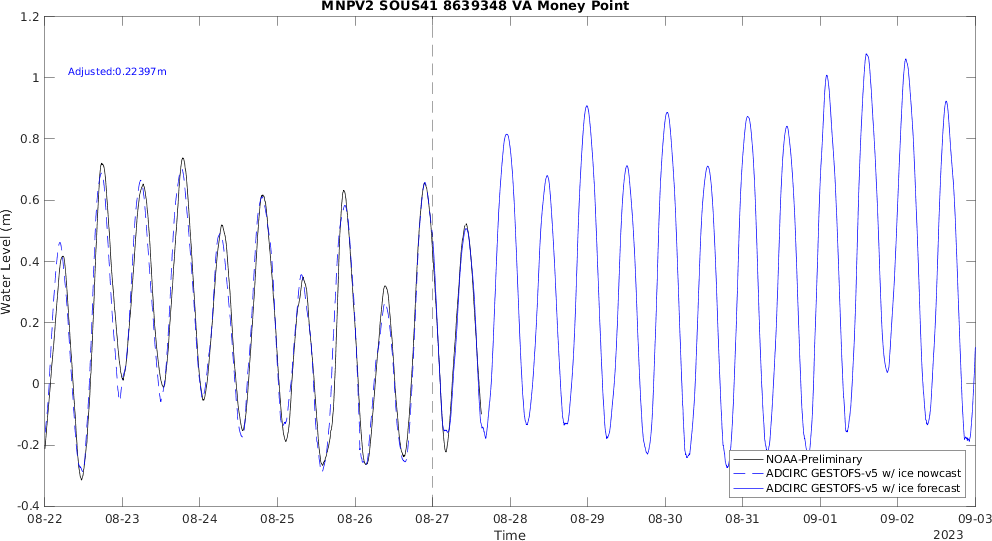 MNPV2 SOUS41 8639348 VA Money Point
Adjusted:0.22397m
Water Level (m)
1.2
1
0.8
0.6
0.4
0.2
0
-0.2
-0.4
NOAA-Preliminary
ADCIRC GESTOFS-v5 w/ ice nowcast
ADCIRC GESTOFS-v5 w/ ice forecast
08-22 08-23 08-24 08-25 08-26 08-27 08-28 08-29 08-30 08-31 09-01 09-02 09-03
Time
2023